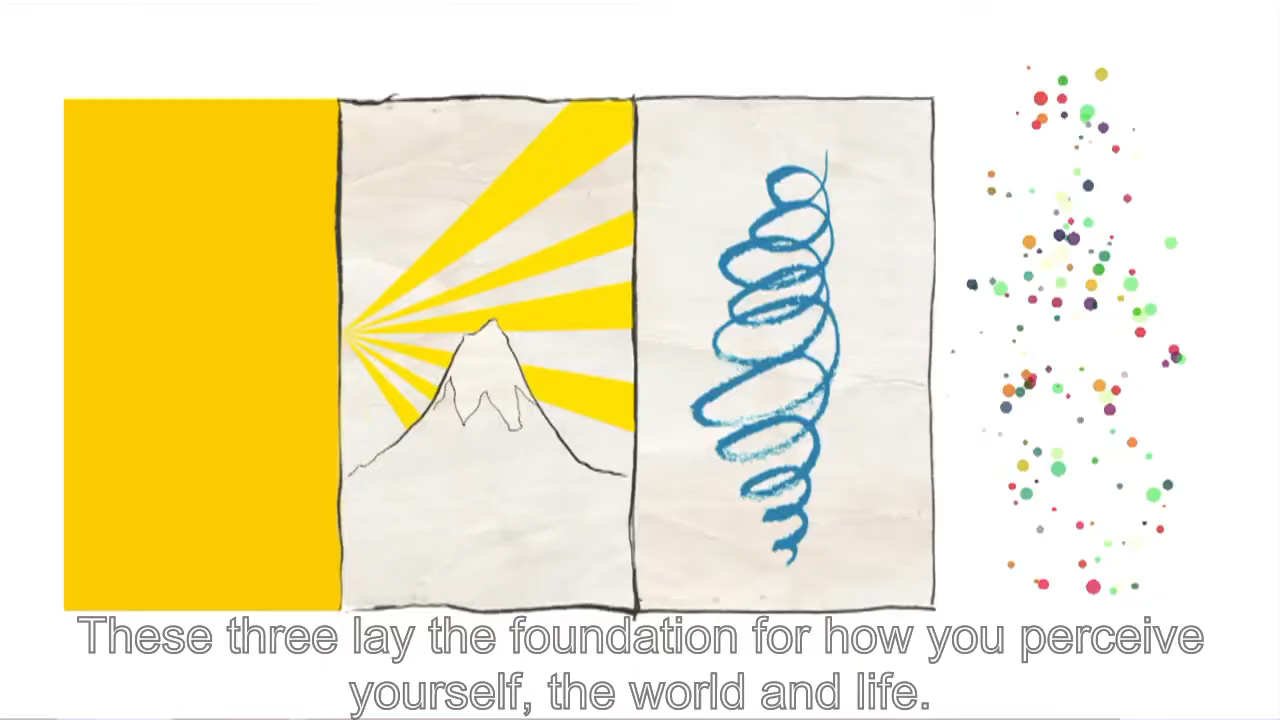 These three lay the foundation for how you perceive
yourself, the world and life.